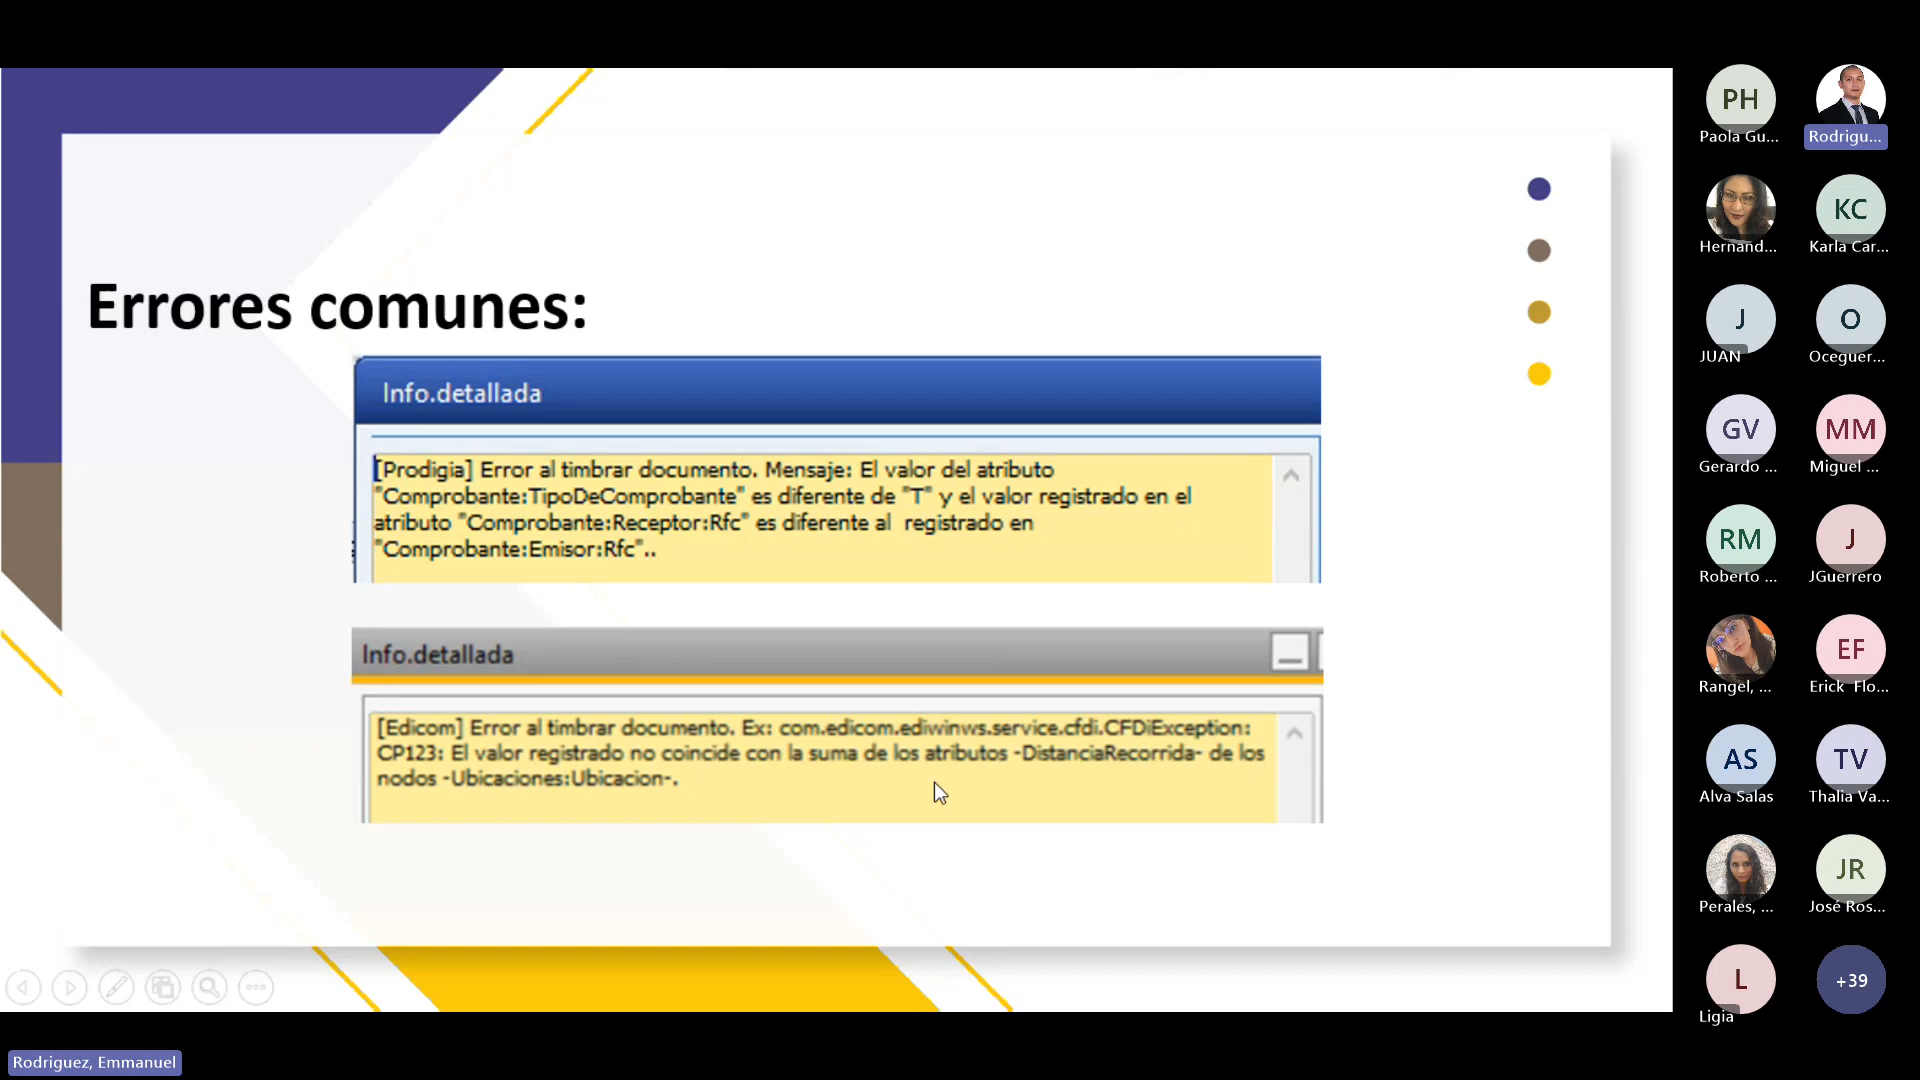 Errores comunes:
Info.detallada
[Prodigia] Error al timbrar documento. Mensaje: El valor del atributo
"Comprobante:TipoDeComprobante" es diferente de "T" y el valor registrado en el
atributo "Comprobante:Receptor:Rfc" es diferente al registrado en
"Comprobante:Emisor:Rfc"..
Info.detallada
[Edicom] Error al timbrar documento. Ex: com.edicom.ediwinws.service.cfdi.CFDiException:
CP123: El valor registrado no coincide con la suma de los atributos -DistanciaRecorrida- de los
nodos -Ubicaciones:Ubicacion-.
PH
Paola Gu...
Rodrigu...
Hernand...
KC
Karla Car...
J
JUAN
O
Oceguer...
GV
Gerardo ...
MM
Miguel ...
RM
Roberto ...
J
JGuerrero
Rangel, ...
EF
Erick Flo...
AS
Alva Salas
TV
Thalia Va...
Perales, ...
JR
José Ros...
L
Ligia
+39
Rodriguez, Emmanuel